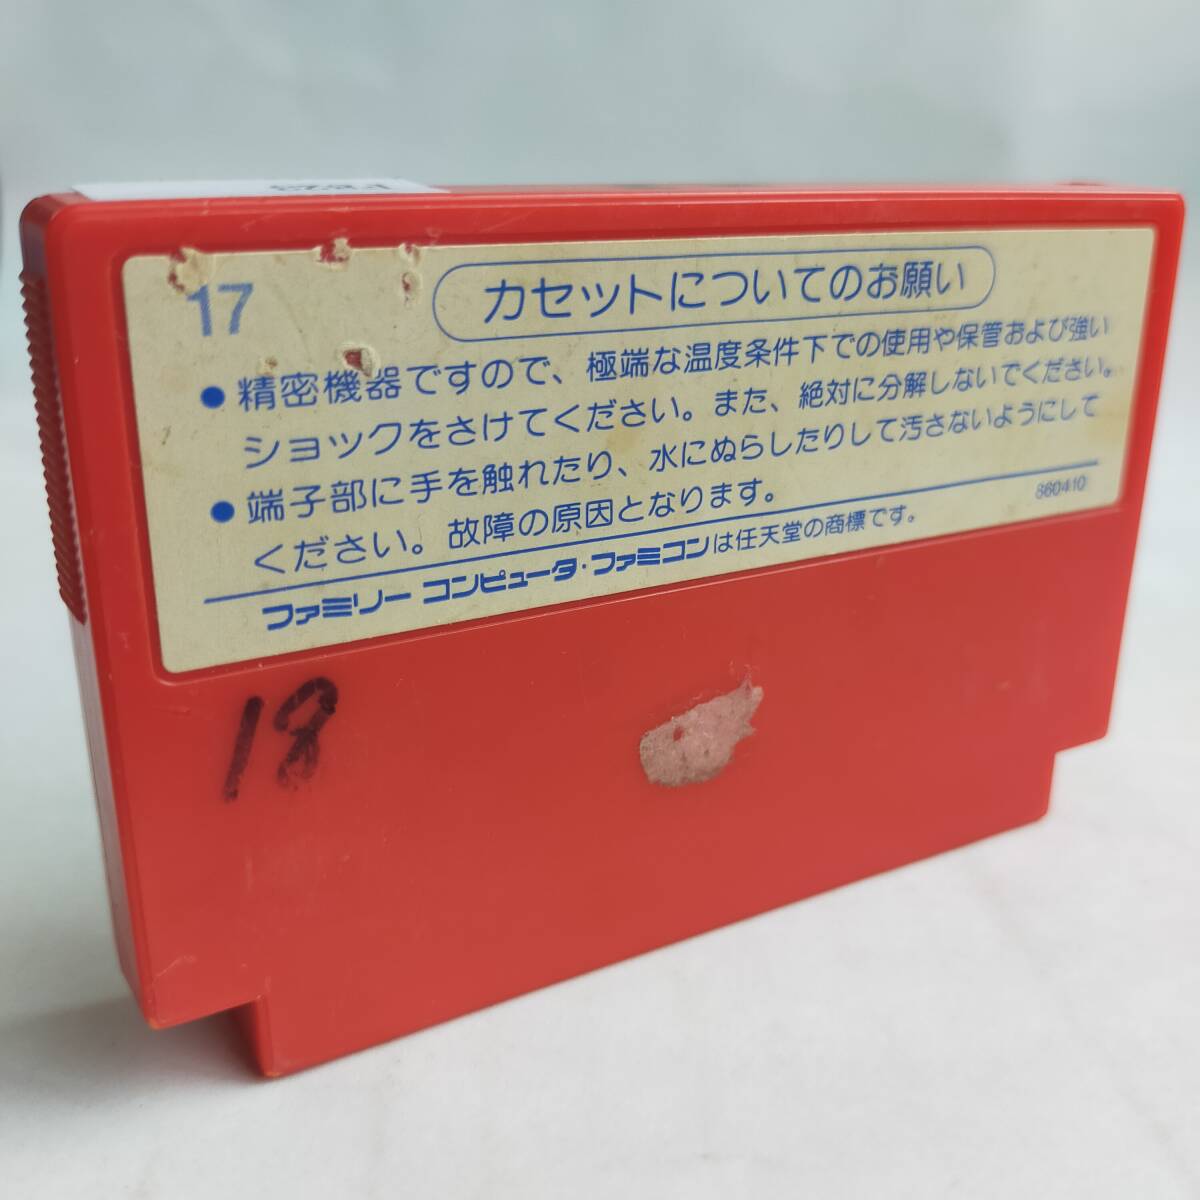 17
カセットについてのお願い
●精密機器ですので、極端な温度条件下での使用や保管および強い
ショックをさけてください。また、絶対に分解しないでください。
●端子部に手を触れたり、水にぬらしたりして汚さないようにして
ください。故障の原因となります。
860410
ファミリーコンピュータ・ファミコンは任天堂の商標です。
18